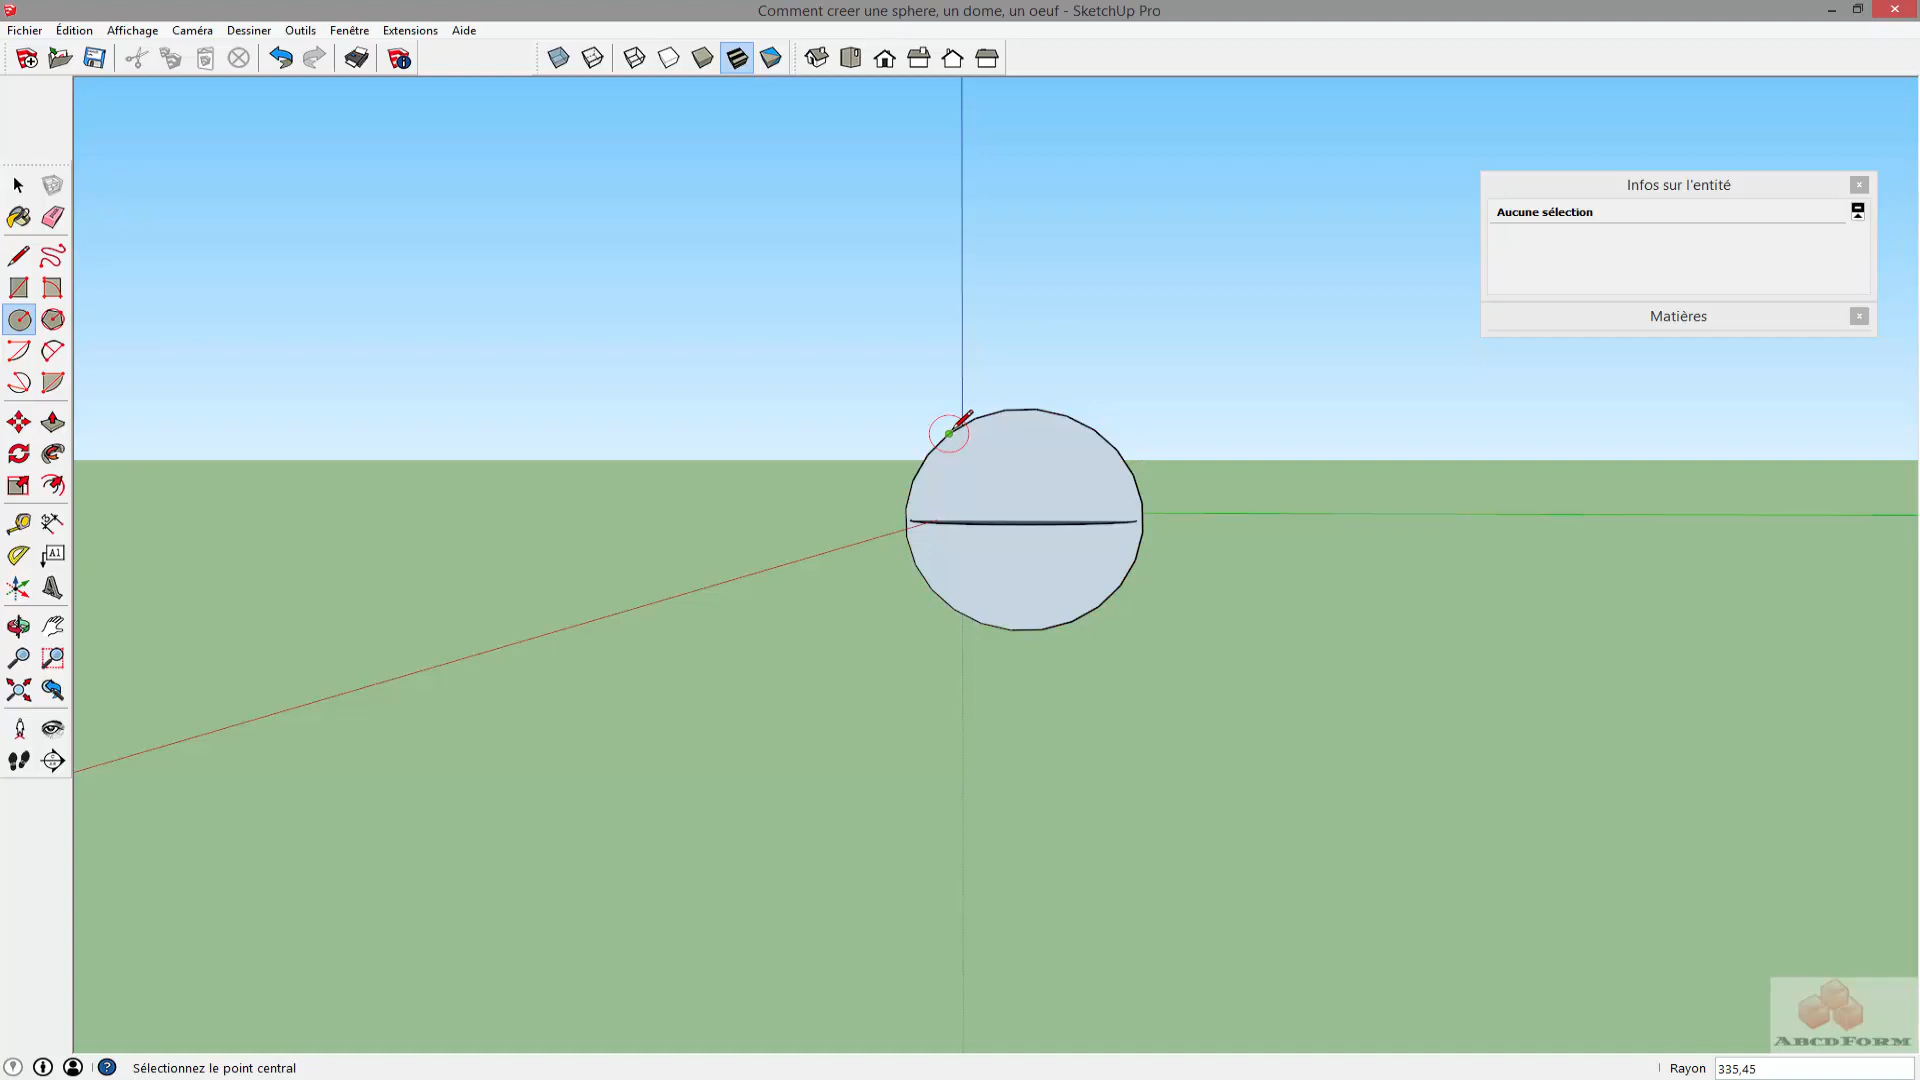 Comment creer une sphere, un dome, un oeuf - SketchUp Pro
Fichier Édition Affichage Caméra Dessiner Outils Fenêtre Extensions Aide
Infos sur l'entité
Aucune sélection
Matières
A1
ABCDFORM
Sélectionnez le point central
Rayon 335,45